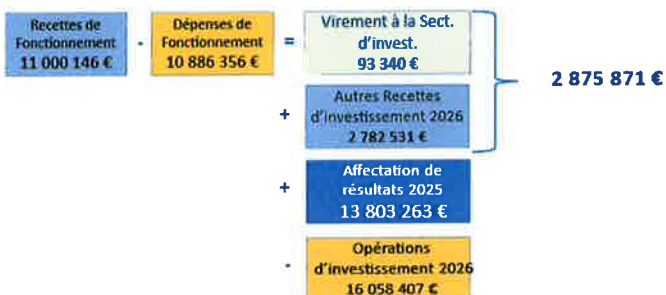 Recettes de
Fonctionnement
11 000 146 €
-
Dépenses de
Fonctionnement
10 886 356 €
=
Virement à la Sect.
d'invest.
93 340 €
2 875 871 €
+
Autres Recettes
d'investissement 2026
2 782 531 €
+
Affectation de
résultats 2025
13 803 263 €
-
Opérations
d'investissement 2026
16 058 407 €